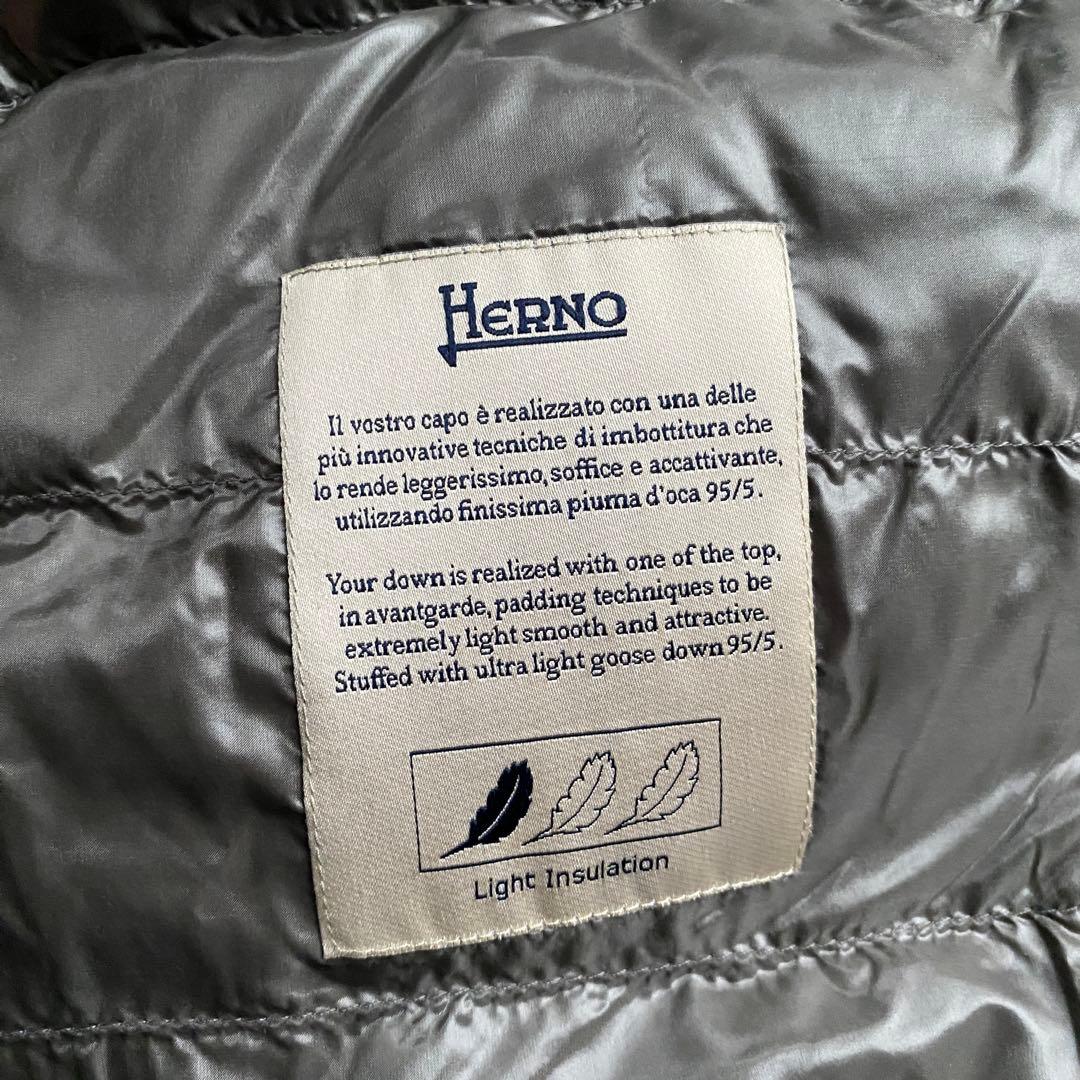 HERNO
Il vostro capo è realizzato con una delle
più innovative tecniche di imbottitura che
lo rende leggerissimo, soffice e accattivante,
utilizzando finissima piuma d'oca 95/5.
Your down is realized with one of the top,
in avantgarde, padding techniques to be
extremely light smooth and attractive.
Stuffed with ultra light goose down 95/5.
Light Insulation